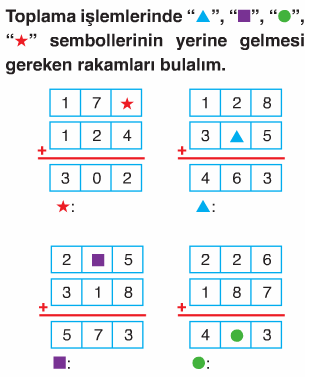 Toplama işlemlerinde “▲”, “■”, “●”,
“★” sembollerinin yerine gelmesi
gereken rakamları bulalım.
1 7 ★
+ 1 2 4
3 0 2
★:
1 2 8
+ 3 ▲ 5
4 6 3
▲:
2 ■ 5
+ 3 1 8
5 7 3
■:
2 2 6
+ 1 8 7
4 ● 3
●: